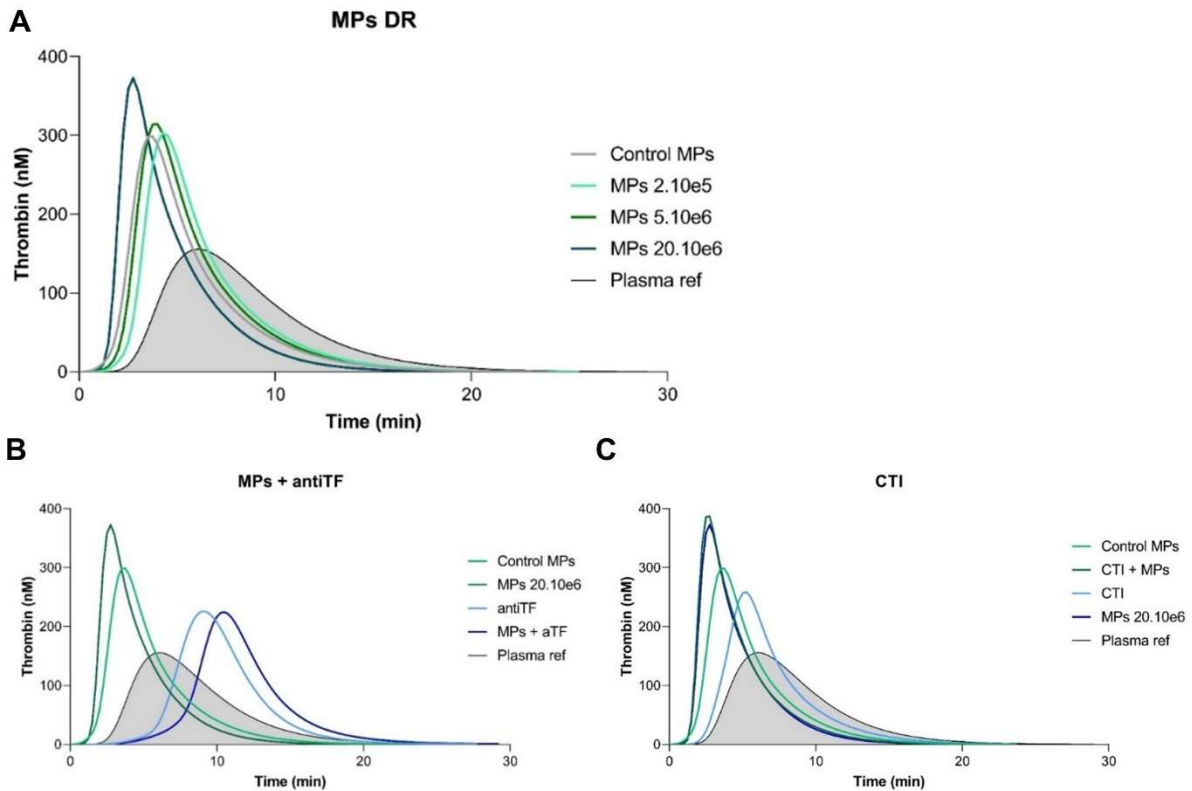 A
MPs DR
400
300
200
100
0
Thrombin (nM)
0 10 20 30
Time (min)
Control MPs
MPs 2.10e5
MPs 5.10e6
MPs 20.10e6
Plasma ref
B
MPs + antiTF
400
300
200
100
0
Thrombin (nM)
0 10 20 30
Time (min)
Control MPs
MPs 20.10e6
antiTF
MPs + aTF
Plasma ref
C
CTI
400
300
200
100
0
Thrombin (nM)
0 10 20 30
Time (min)
Control MPs
CTI + MPs
CTI
MPs 20.10e6
Plasma ref